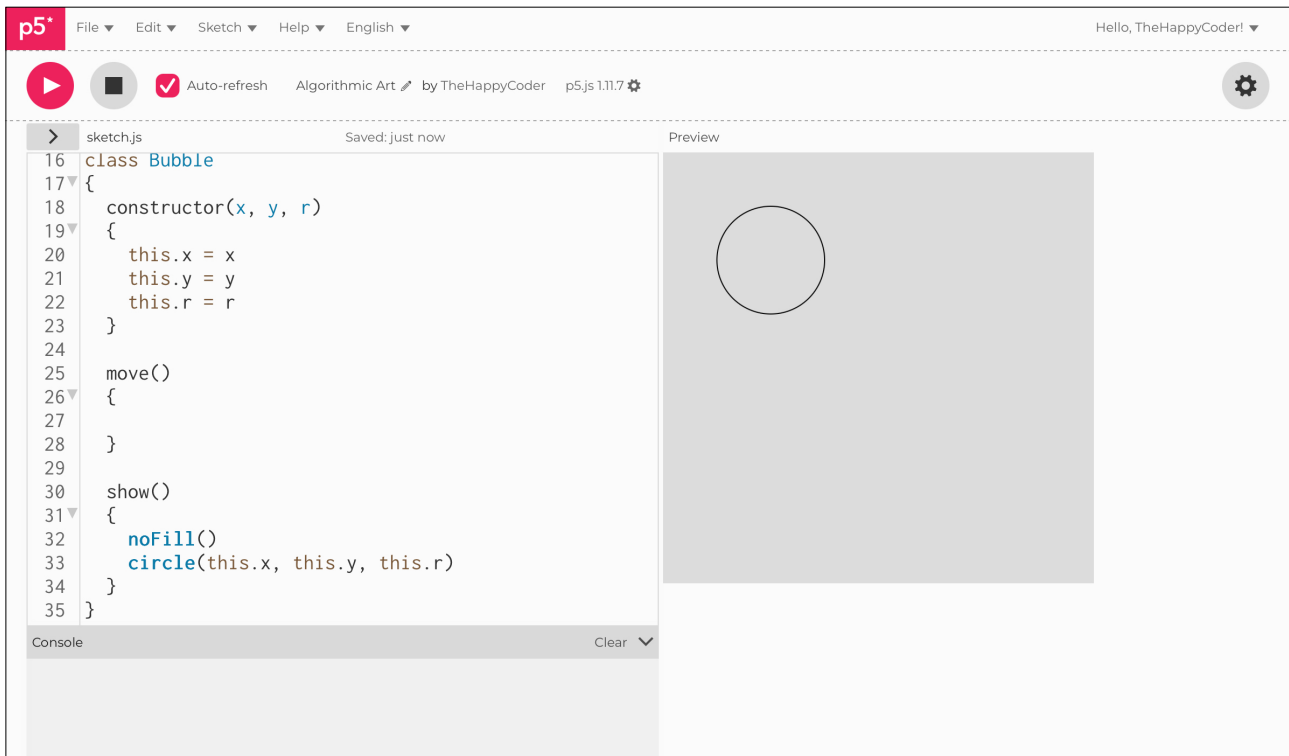 p5* File Edit Sketch Help English Hello, TheHappyCoder!
Auto-refresh Algorithmic Art by TheHappyCoder p5.js 1.11.7
sketch.js Saved: just now Preview
16 class Bubble
17 {
18 constructor(x, y, r)
19 {
20 this.x = x
21 this.y = y
22 this.r = r
23 }
24
25 move()
26 {
27
28 }
29
30 show()
31 {
32 noFill()
33 circle(this.x, this.y, this.r)
34 }
35 }
Console Clear